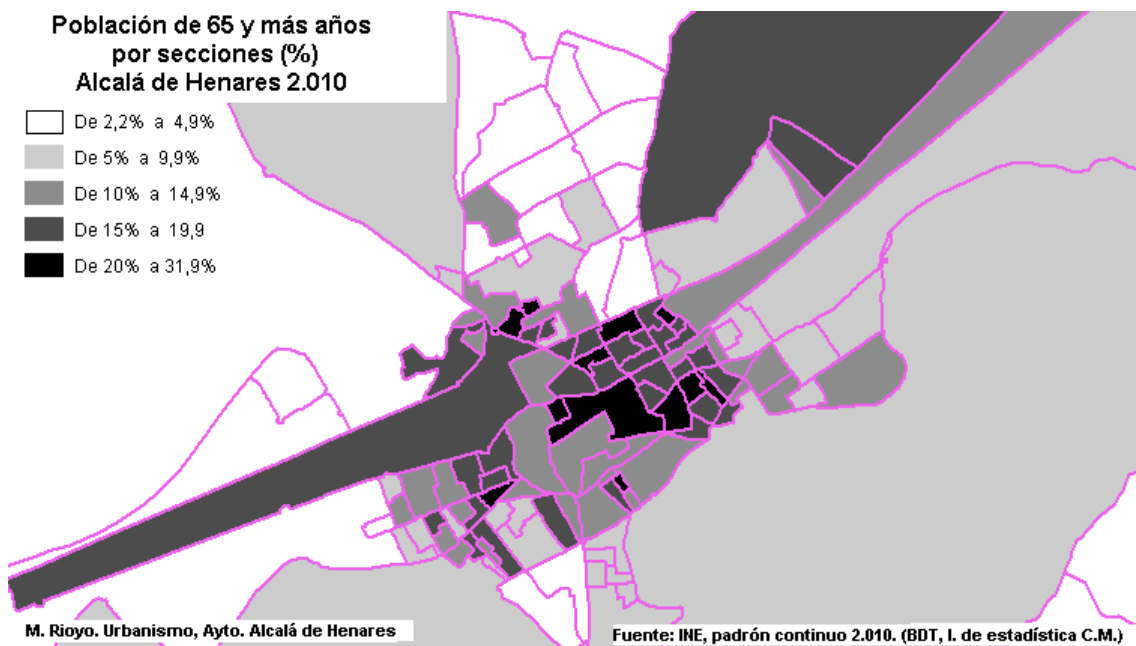 Población de 65 y más años
por secciones (%)
Alcalá de Henares 2.010
De 2,2% a 4,9%
De 5% a 9,9%
De 10% a 14,9%
De 15% a 19,9
De 20% a 31,9%
M. Rioyo. Urbanismo, Ayto. Alcalá de Henares
Fuente: INE, padrón continuo 2.010. (BDT, I. de estadística C.M.)